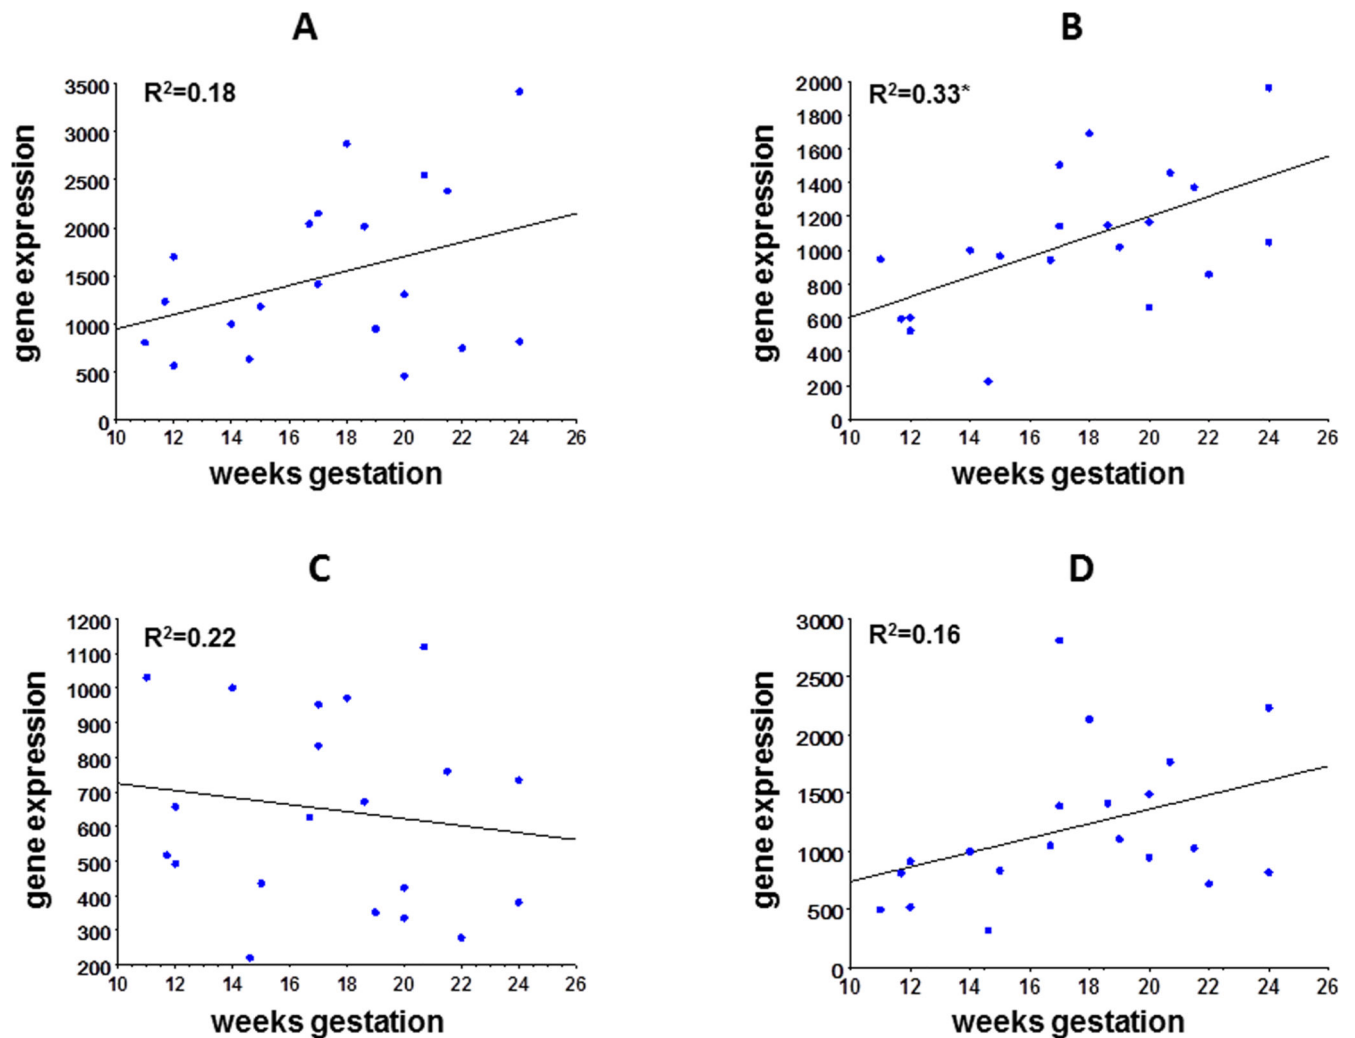 A
R²=0.18
gene expression
3500
3000
2500
2000
1500
1000
500
0
10 12 14 16 18 20 22 24 26
weeks gestation
B
R²=0.33*
gene expression
2000
1800
1600
1400
1200
1000
800
600
400
200
0
10 12 14 16 18 20 22 24 26
weeks gestation
C
R²=0.22
gene expression
1200
1100
1000
900
800
700
600
500
400
300
200
10 12 14 16 18 20 22 24 26
weeks gestation
D
R²=0.16
gene expression
3000
2500
2000
1500
1000
500
0
10 12 14 16 18 20 22 24 26
weeks gestation